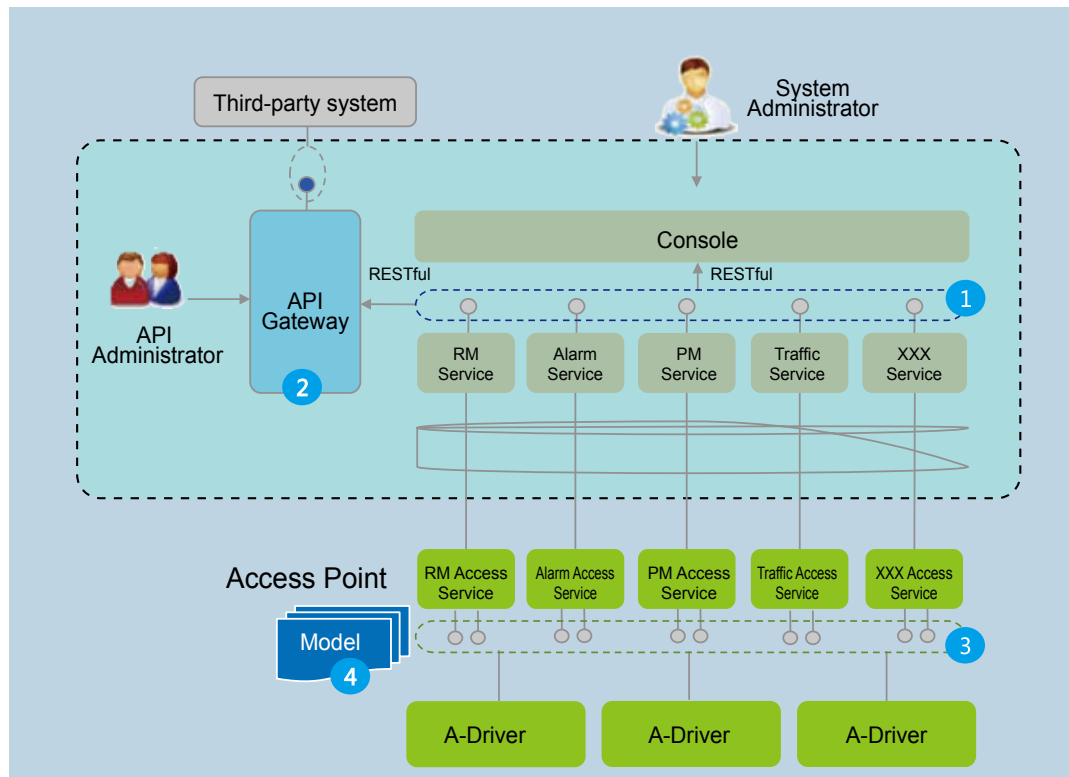 Third-party system
System
Administrator
Console
RESTful
RESTful
1
API
Gateway
2
API
Administrator
RM
Service
Alarm
Service
PM
Service
Traffic
Service
XXX
Service
Access Point
RM Access
Service
Alarm Access
Service
PM Access
Service
Traffic Access
Service
XXX Access
Service
Model
4
3
A-Driver
A-Driver
A-Driver